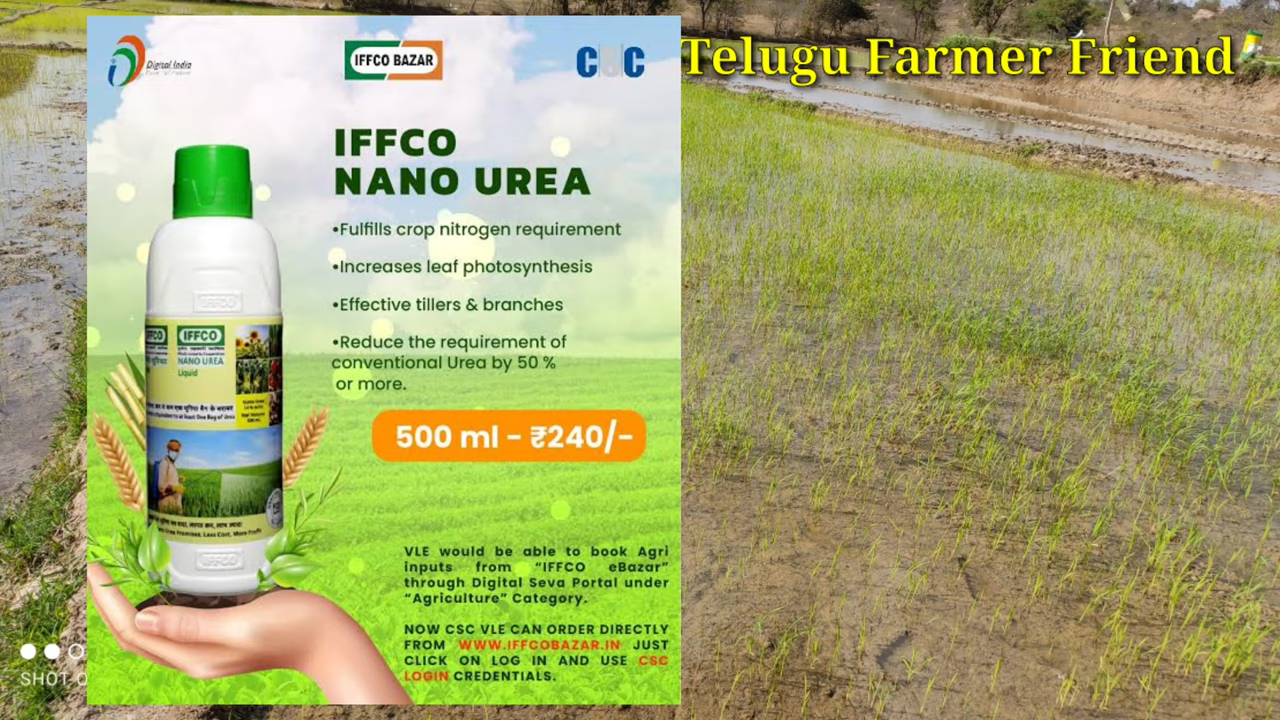 Telugu Farmer Friend
Digital India
IFFCO BAZAR
CSC
IFFCO
NANO UREA
•Fulfills crop nitrogen requirement
•Increases leaf photosynthesis
•Effective tillers & branches
•Reduce the requirement of
conventional Urea by 50 %
or more.
500 ml - ₹240/-
IFFCO
IFFCO
NANO UREA
Liquid
IFFCO
VLE would be able to book Agri
inputs from “IFFCO eBazar”
through Digital Seva Portal under
“Agriculture” Category.
NOW CSC VLE CAN ORDER DIRECTLY
FROM WWW.IFFCOBAZAR.IN JUST
CLICK ON LOG IN AND USE CSC
LOGIN CREDENTIALS.
SHOT O